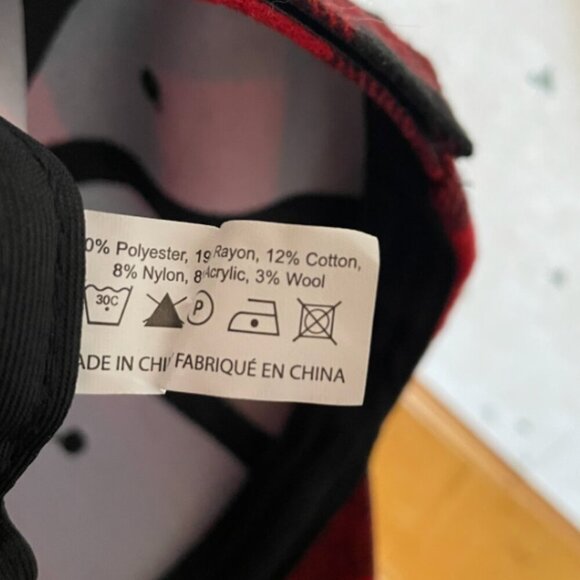 0% Polyester, 19 Rayon, 12% Cotton,
8% Nylon, 8 Acrylic, 3% Wool
30C P
ADE IN CHI FABRIQUÉ EN CHINA